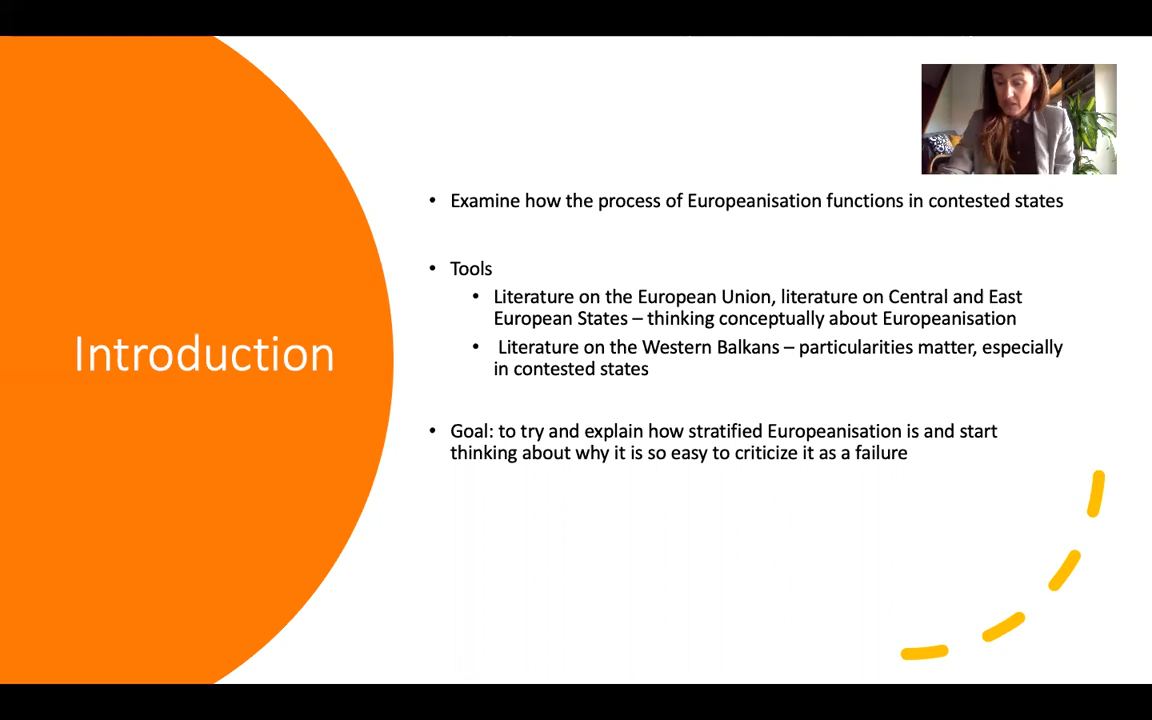 Introduction
• Examine how the process of Europeanisation functions in contested states
• Tools
• Literature on the European Union, literature on Central and East
European States – thinking conceptually about Europeanisation
• Literature on the Western Balkans – particularities matter, especially
in contested states
• Goal: to try and explain how stratified Europeanisation is and start
thinking about why it is so easy to criticize it as a failure